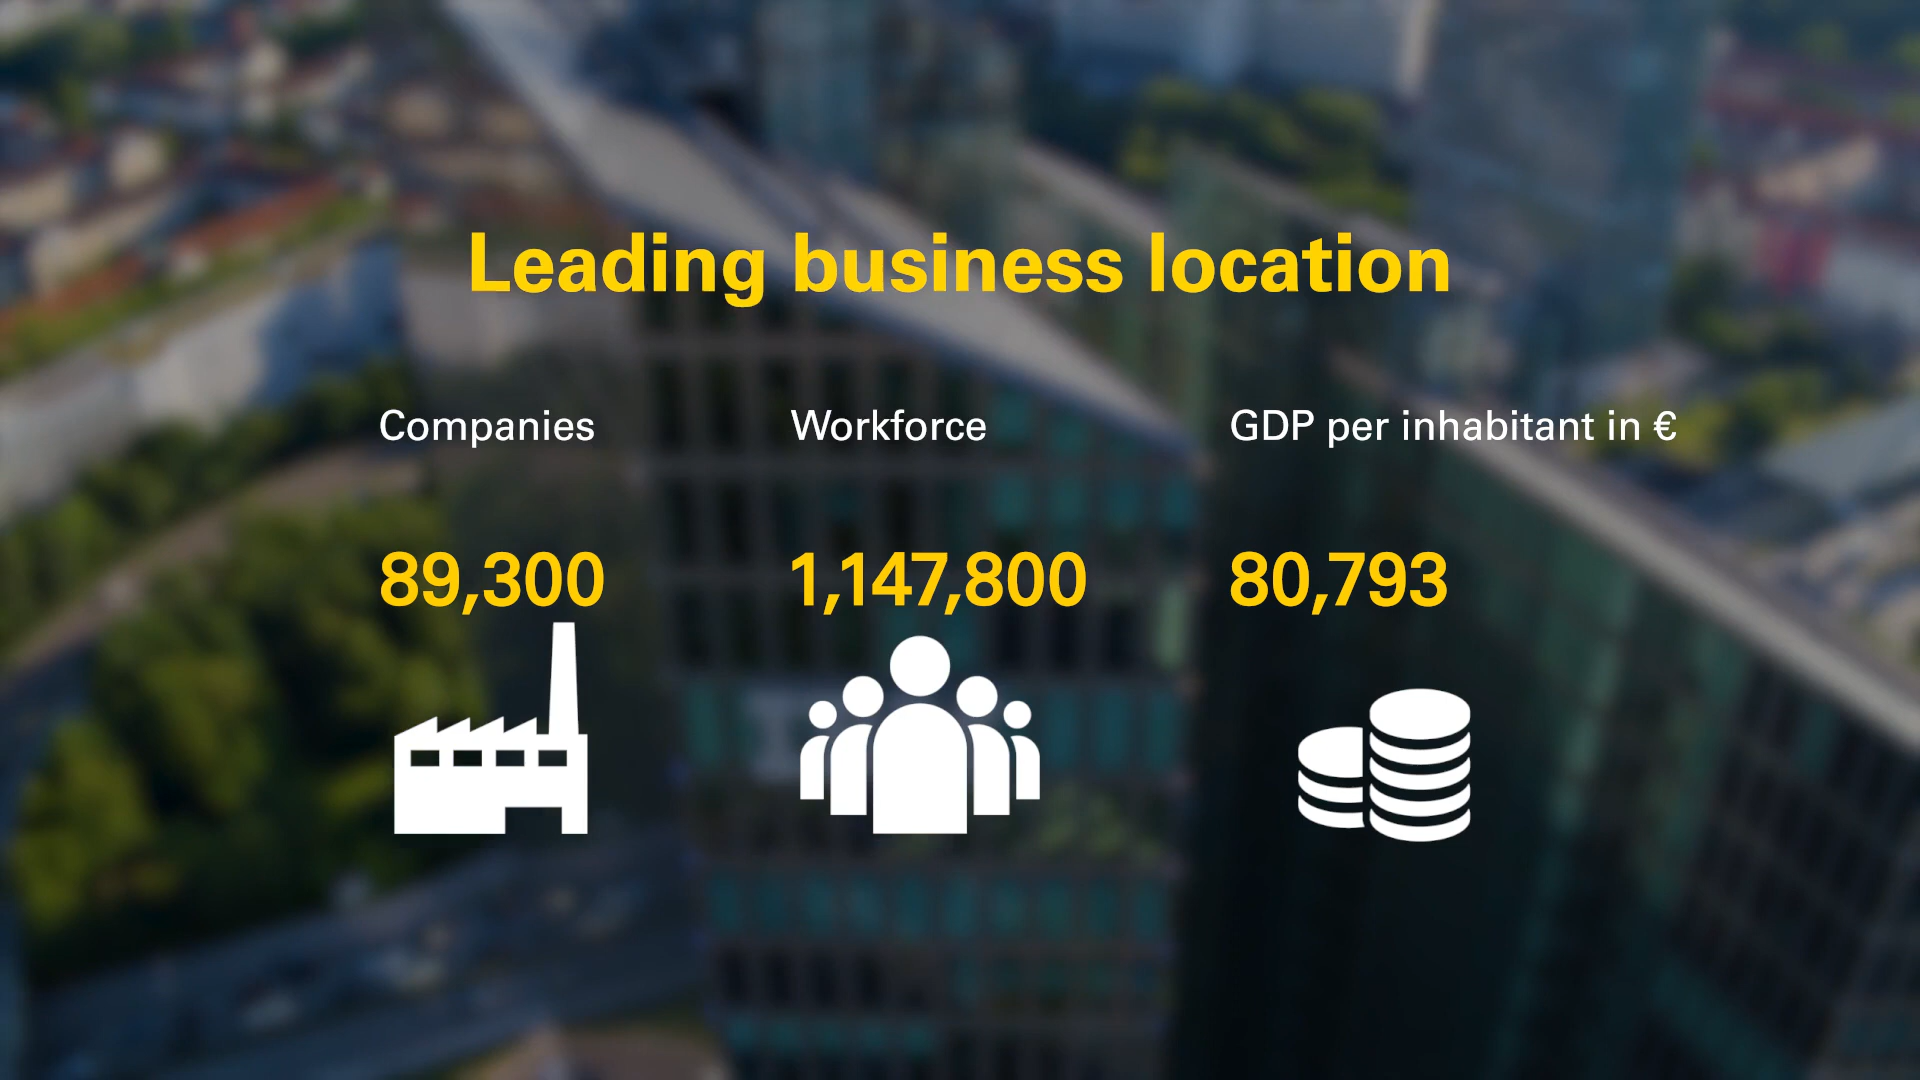 Leading business location
Companies
Workforce
GDP per inhabitant in €
89,300
1,147,800
80,793